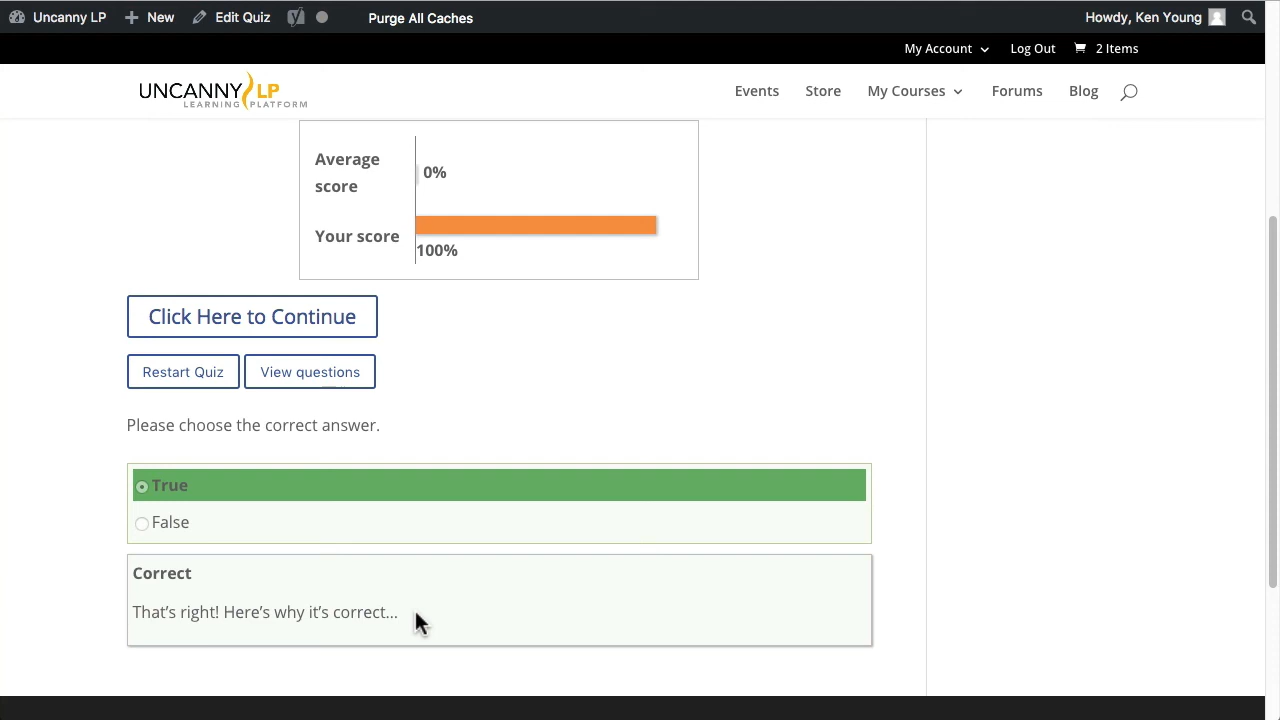 Uncanny LP New Edit Quiz Purge All Caches Howdy, Ken Young
My Account Log Out 2 Items
UNCANNY LP
LEARNING PLATFORM
Events Store My Courses Forums Blog
Average
score
0%
Your score
100%
Click Here to Continue
Restart Quiz View questions
Please choose the correct answer.
True
False
Correct
That's right! Here's why it's correct...